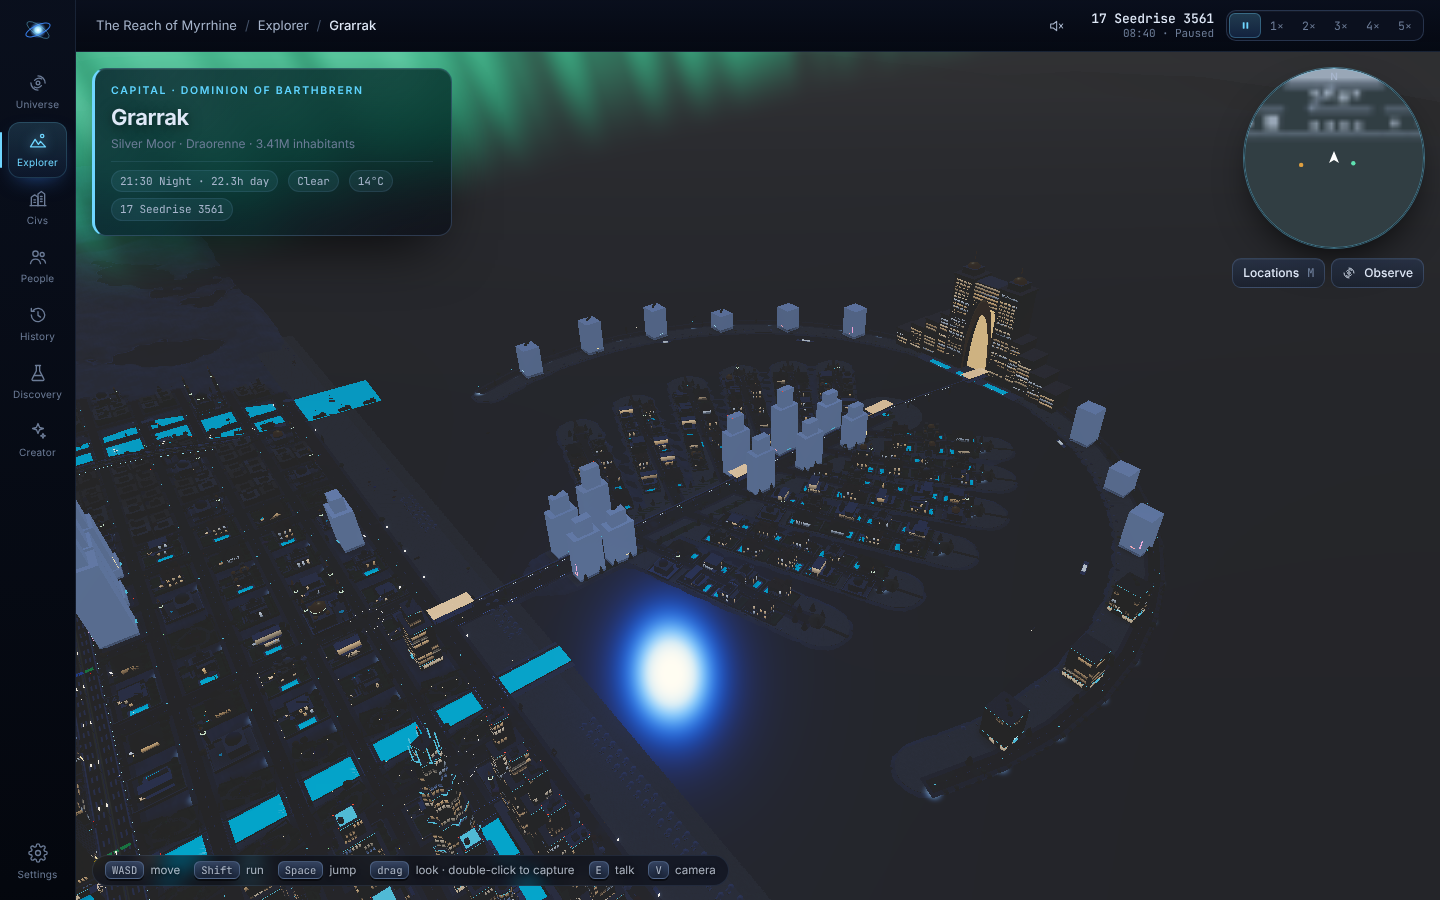 The Reach of Myrrhine / Explorer / Grarrak
17 Seedrise 3561
08:40 · Paused
1× 2× 3× 4× 5×
Universe
Explorer
Civs
People
History
Discovery
Creator
Settings
CAPITAL · DOMINION OF BARTHBRERN
Grarrak
Silver Moor · Draorenne · 3.41M inhabitants
21:30 Night · 22.3h day
Clear
14°C
17 Seedrise 3561
N
Locations M
Observe
WASD move Shift run Space jump drag look · double-click to capture E talk V camera